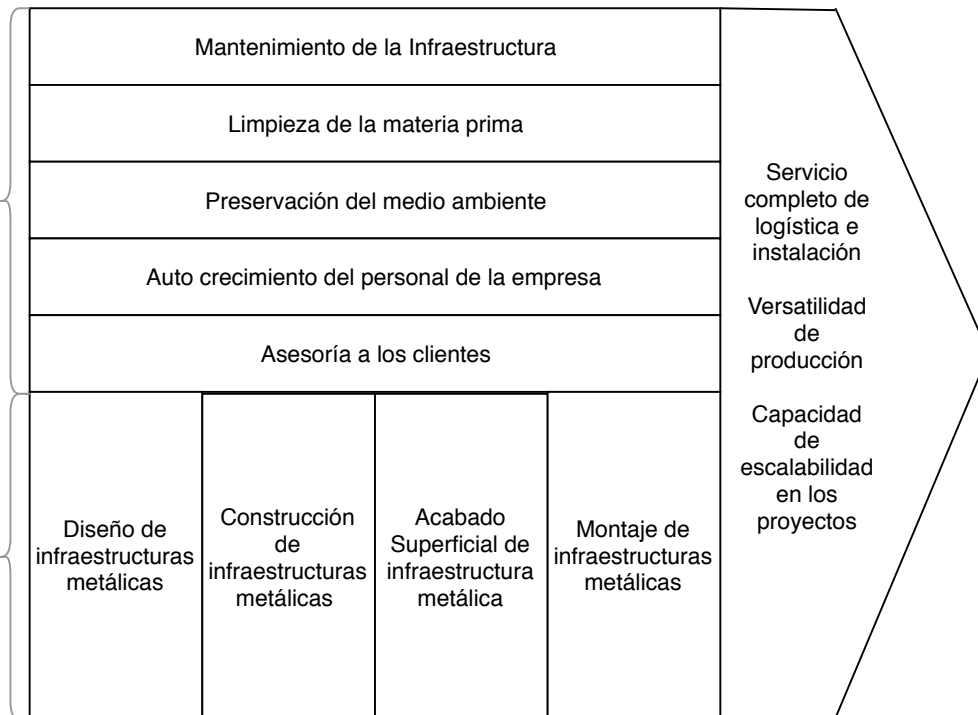 Mantenimiento de la Infraestructura
Limpieza de la materia prima
Preservación del medio ambiente
Auto crecimiento del personal de la empresa
Asesoría a los clientes
Diseño de
infraestructuras
metálicas
Construcción
de
infraestructuras
metálicas
Acabado
Superficial de
infraestructura
metálica
Montaje de
infraestructuras
metálicas
Servicio
completo de
logística e
instalación
Versatilidad
de
producción
Capacidad
de
escalabilidad
en los
proyectos